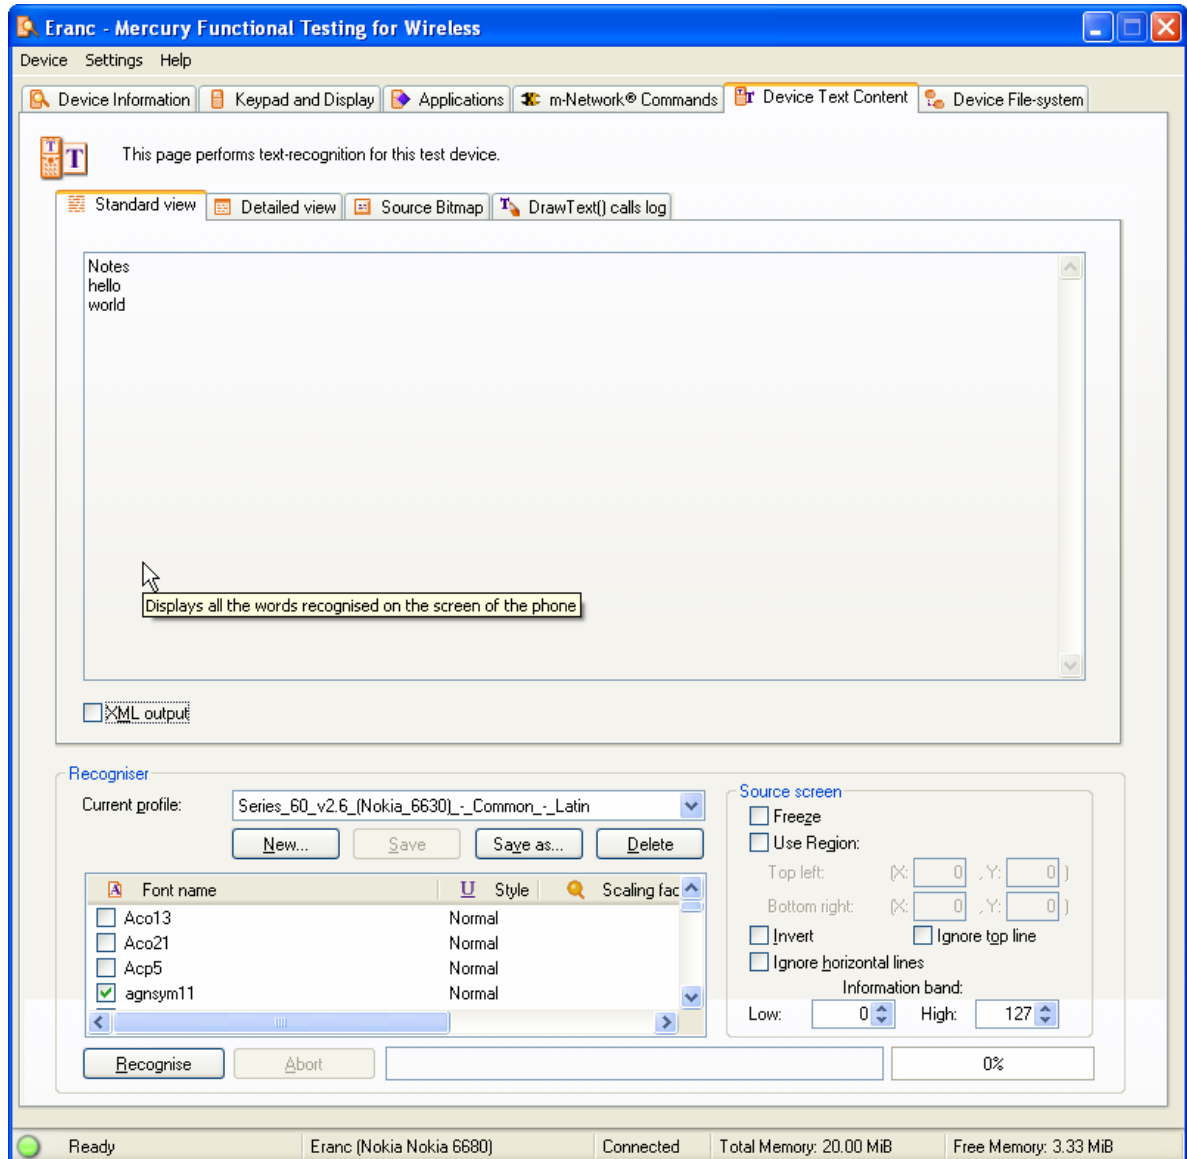 Eranc - Mercury Functional Testing for Wireless
Device Settings Help
Device Information Keypad and Display Applications m-Network® Commands Device Text Content Device File-system
This page performs text-recognition for this test device.
Standard view Detailed view Source Bitmap DrawText() calls log
Notes
hello
world
Displays all the words recognised on the screen of the phone
XML output
Recogniser
Current profile: Series_60_v2.6_(Nokia_6630)_-_Common_-_Latin
New... Save Save as... Delete
Font name Style Scaling fac
Aco13 Normal
Aco21 Normal
Acp5 Normal
agnsym11 Normal
Source screen
Freeze
Use Region:
Top left: (X: 0 , Y: 0 )
Bottom right: (X: 0 , Y: 0 )
Invert Ignore top line
Ignore horizontal lines
Information band:
Low: 0 High: 127
Recognise Abort 0%
Ready Eranc (Nokia Nokia 6680) Connected Total Memory: 20.00 MiB Free Memory: 3.33 MiB